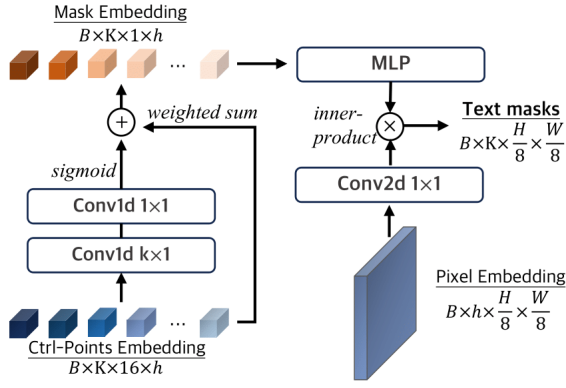 Mask Embedding
B×K×1×h
...
MLP
weighted sum
+
inner-
product
×
Text masks
B×K×H/8×W/8
sigmoid
Conv1d 1×1
Conv2d 1×1
Conv1d k×1
Pixel Embedding
B×h×H/8×W/8
...
Ctrl-Points Embedding
B×K×16×h